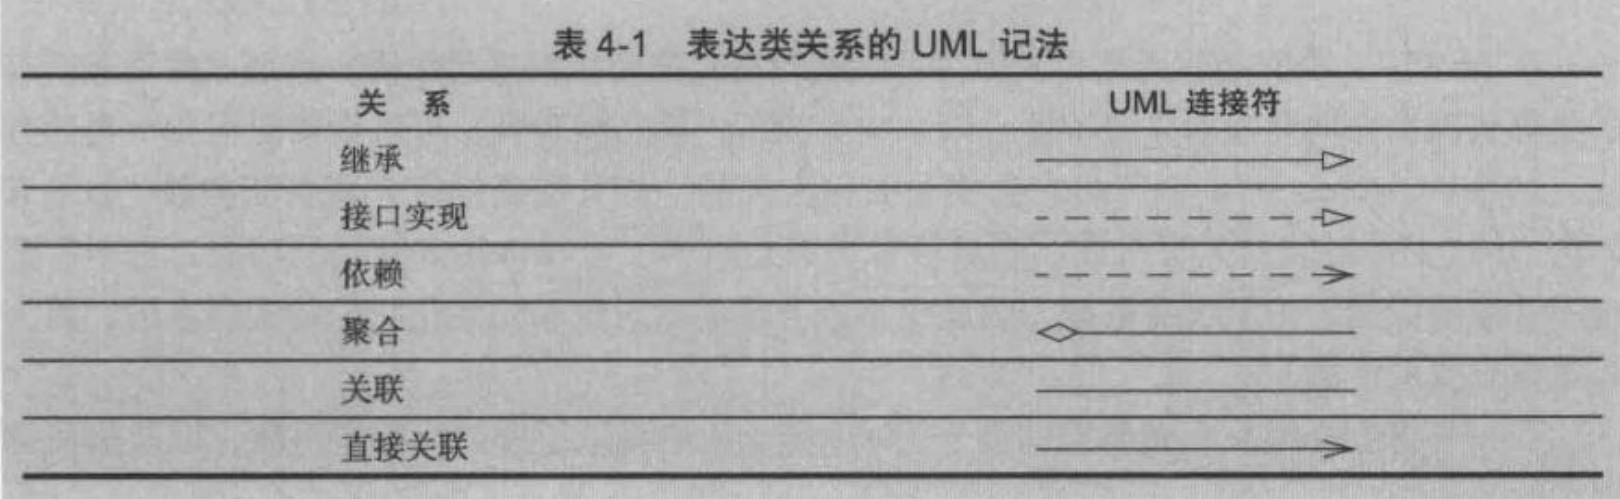 表 4-1 表达类关系的 UML 记法
关 系 UML 连接符
继承
接口实现
依赖
聚合
关联
直接关联